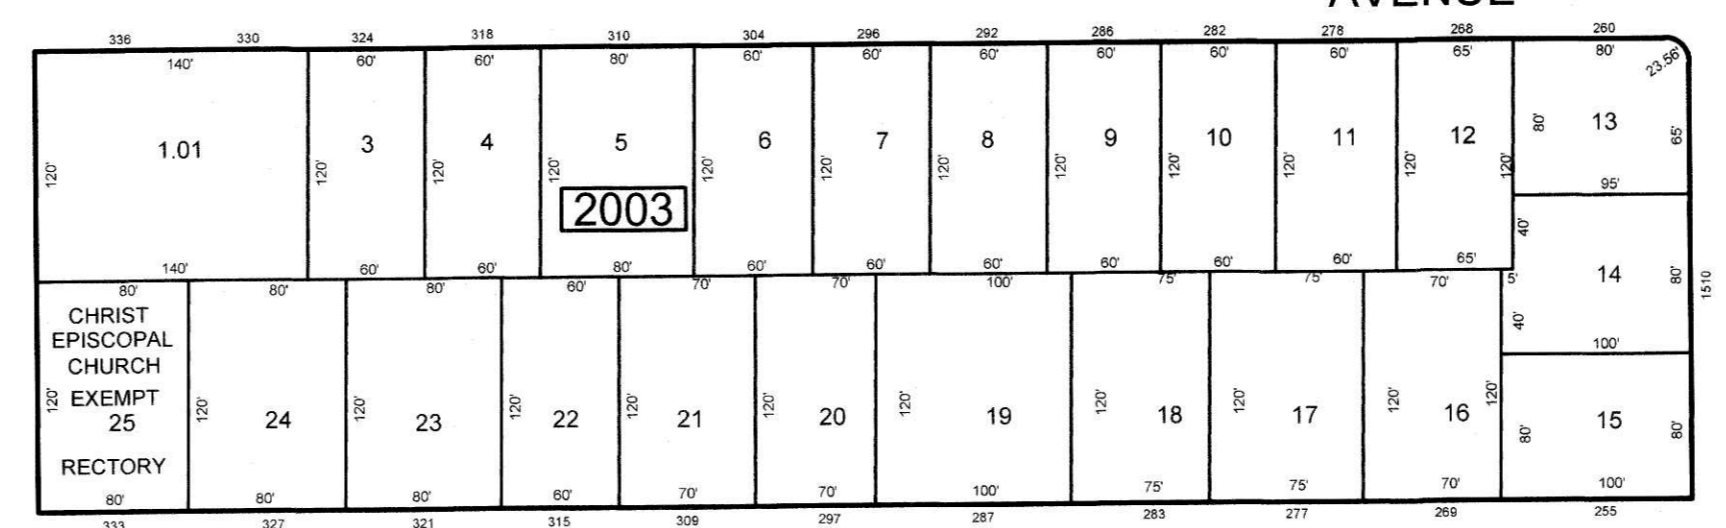 AVENUE
336 330 324 318 310 304 296 292 286 282 278 268 260
140' 60' 60' 80' 60' 60' 60' 60' 60' 60' 65' 80' 23.56'
1.01 3 4 5 6 7 8 9 10 11 12 13
120' 120' 120' 120' 120' 120' 120' 120' 120' 120' 120' 120' 80' 65'
2003
95'
40'
140' 60' 60' 80' 60' 60' 60' 60' 60' 60' 65'
80' 80' 80' 60' 70' 70' 100' 75' 75' 70' 5' 14 80' 1510
CHRIST
EPISCOPAL
CHURCH
40'
100'
EXEMPT
120' 120' 120' 120' 120' 120' 120' 120' 120' 120' 120'
25 24 23 22 21 20 19 18 17 16 15
80' 80'
RECTORY
80' 80' 80' 60' 70' 70' 100' 75' 75' 70' 100'
333 327 321 315 309 297 287 283 277 269 255